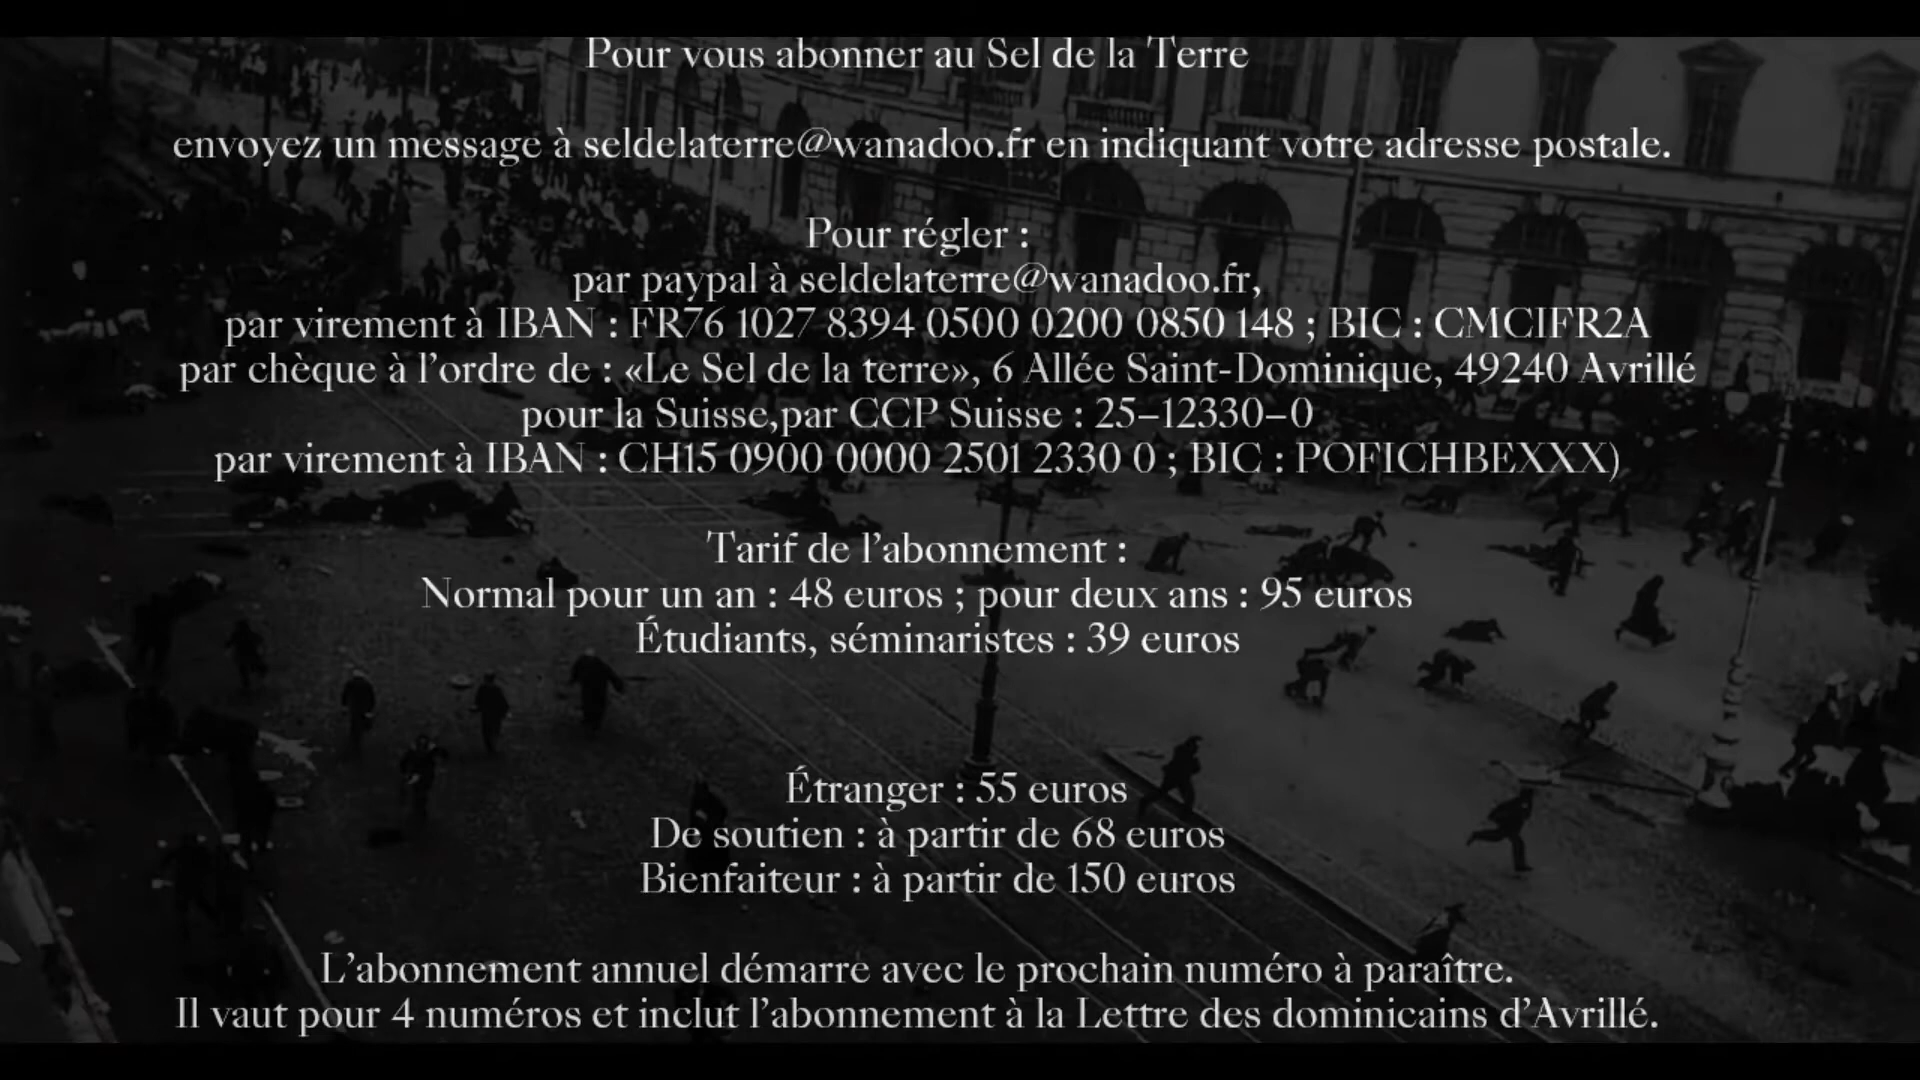 Pour vous abonner au Sel de la Terre
envoyez un message à seldelaterre@wanadoo.fr en indiquant votre adresse postale.
Pour régler :
par paypal à seldelaterre@wanadoo.fr,
par virement à IBAN : FR76 1027 8394 0500 0200 0850 148 ; BIC : CMCIFR2A
par chèque à l’ordre de : «Le Sel de la terre», 6 Allée Saint-Dominique, 49240 Avrillé
pour la Suisse,par CCP Suisse : 25–12330–0
par virement à IBAN : CH15 0900 0000 2501 2330 0 ; BIC : POFICHBEXXX)
Tarif de l’abonnement :
Normal pour un an : 48 euros ; pour deux ans : 95 euros
Étudiants, séminaristes : 39 euros
Étranger : 55 euros
De soutien : à partir de 68 euros
Bienfaiteur : à partir de 150 euros
L’abonnement annuel démarre avec le prochain numéro à paraître.
Il vaut pour 4 numéros et inclut l’abonnement à la Lettre des dominicains d’Avrillé.